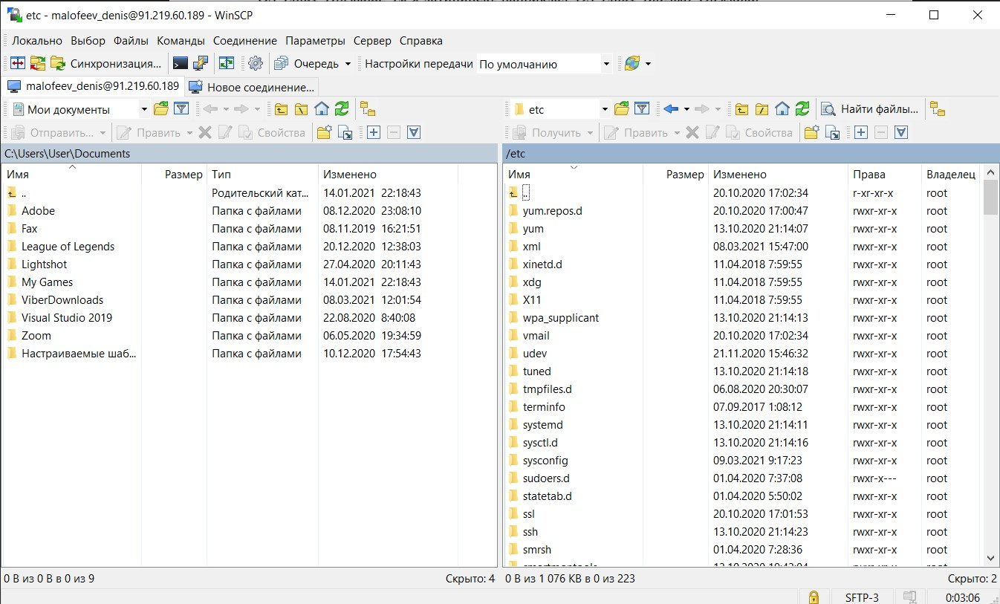 etc - malofeev_denis@91.219.60.189 - WinSCP
Локально Выбор Файлы Команды Соединение Параметры Сервер Справка
Синхронизация... Очередь Настройки передачи По умолчанию
malofeev_denis@91.219.60.189 Новое соединение...
Мои документы etc Найти файлы...
Отправить... Править Свойства Получить Править Свойства
C:\Users\User\Documents /etc
Имя Размер Тип Изменено Имя Размер Изменено Права Владелец
.. Родительский кат... 14.01.2021 22:18:43 .. 20.10.2020 17:02:34 r-xr-xr-x root
Adobe Папка с файлами 08.12.2020 23:08:10 yum.repos.d 20.10.2020 17:00:47 rwxr-xr-x root
Fax Папка с файлами 08.11.2019 16:21:51 yum 13.10.2020 21:14:07 rwxr-xr-x root
League of Legends Папка с файлами 20.12.2020 12:38:03 xml 08.03.2021 15:47:00 rwxr-xr-x root
Lightshot Папка с файлами 27.04.2020 20:11:43 xinetd.d 11.04.2018 7:59:55 rwxr-xr-x root
My Games Папка с файлами 14.01.2021 22:18:43 xdg 11.04.2018 7:59:55 rwxr-xr-x root
ViberDownloads Папка с файлами 08.03.2021 12:01:54 X11 11.04.2018 7:59:55 rwxr-xr-x root
Visual Studio 2019 Папка с файлами 22.08.2020 8:40:08 wpa_supplicant 13.10.2020 21:14:13 rwxr-xr-x root
Zoom Папка с файлами 06.05.2020 19:34:59 vmail 20.10.2020 17:02:34 rwxr-xr-x root
Настраиваемые шаб... Папка с файлами 10.12.2020 17:54:43 udev 21.11.2020 15:46:32 rwxr-xr-x root
tuned 13.10.2020 21:14:18 rwxr-xr-x root
tmpfiles.d 06.08.2020 20:30:07 rwxr-xr-x root
terminfo 07.09.2017 1:08:12 rwxr-xr-x root
systemd 13.10.2020 21:14:11 rwxr-xr-x root
sysctl.d 13.10.2020 21:14:16 rwxr-xr-x root
sysconfig 09.03.2021 9:17:23 rwxr-xr-x root
sudoers.d 01.04.2020 7:37:08 rwxr-x--- root
statetab.d 01.04.2020 5:50:02 rwxr-xr-x root
ssl 20.10.2020 17:01:53 rwxr-xr-x root
ssh 13.10.2020 21:14:23 rwxr-xr-x root
smrsh 01.04.2020 7:28:36 rwxr-xr-x root
0 B из 0 B в 0 из 9 Скрыто: 4 0 B из 1 076 KB в 0 из 223 Скрыто: 2
SFTP-3 0:03:06